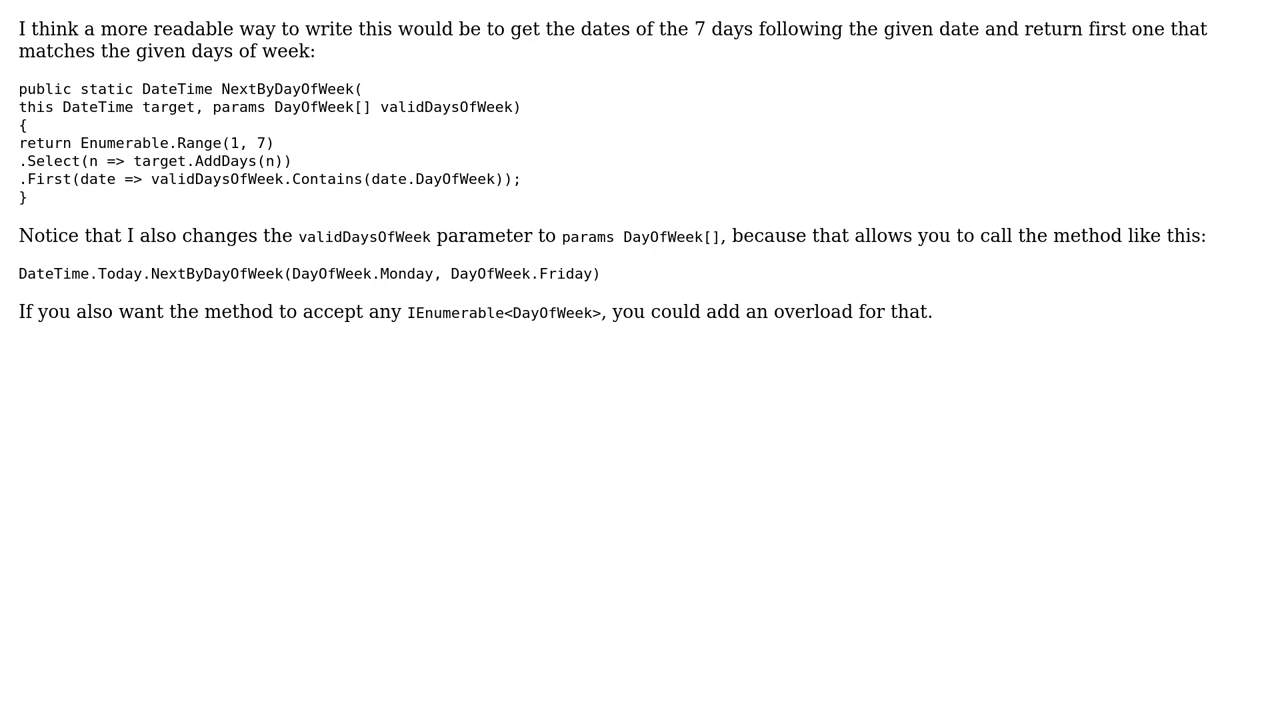 I think a more readable way to write this would be to get the dates of the 7 days following the given date and return first one that
matches the given days of week:
public static DateTime NextByDayOfWeek(
this DateTime target, params DayOfWeek[] validDaysOfWeek)
{
return Enumerable.Range(1, 7)
.Select(n => target.AddDays(n))
.First(date => validDaysOfWeek.Contains(date.DayOfWeek));
}
Notice that I also changes the validDaysOfWeek parameter to params DayOfWeek[], because that allows you to call the method like this:
DateTime.Today.NextByDayOfWeek(DayOfWeek.Monday, DayOfWeek.Friday)
If you also want the method to accept any IEnumerable<DayOfWeek>, you could add an overload for that.